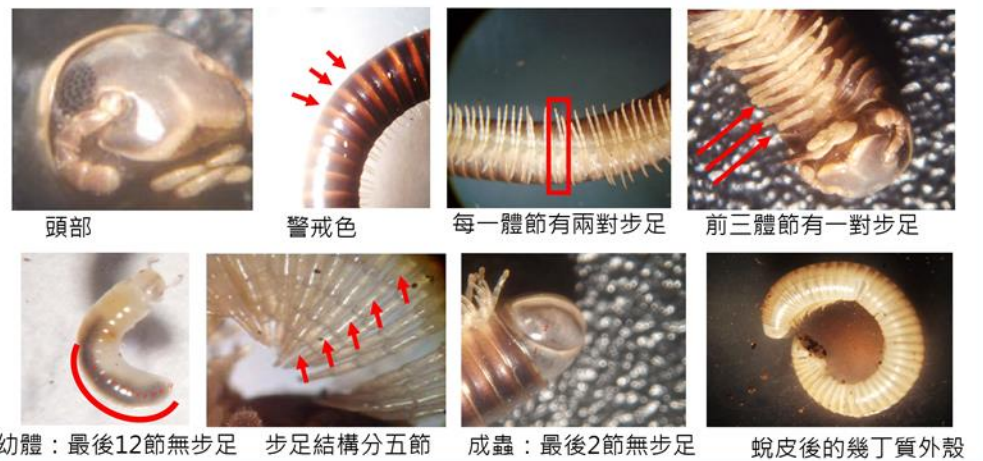 頭部
警戒色
每一體節有兩對步足
前三體節有一對步足
幼體：最後12節無步足
步足結構分五節
成蟲：最後2節無步足
蛻皮後的幾丁質外殼